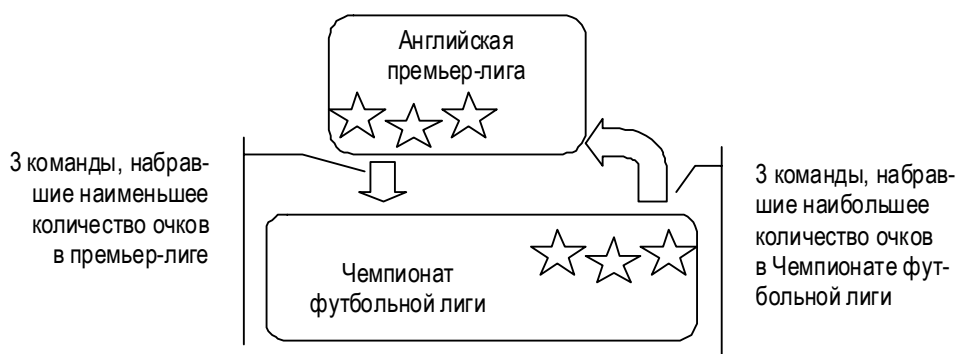 Английская
премьер-лига
3 команды, набрав-
шие наименьшее
количество очков
в премьер-лиге
3 команды, набрав-
шие наибольшее
количество очков
в Чемпионате фут-
больной лиги
Чемпионат
футбольной лиги